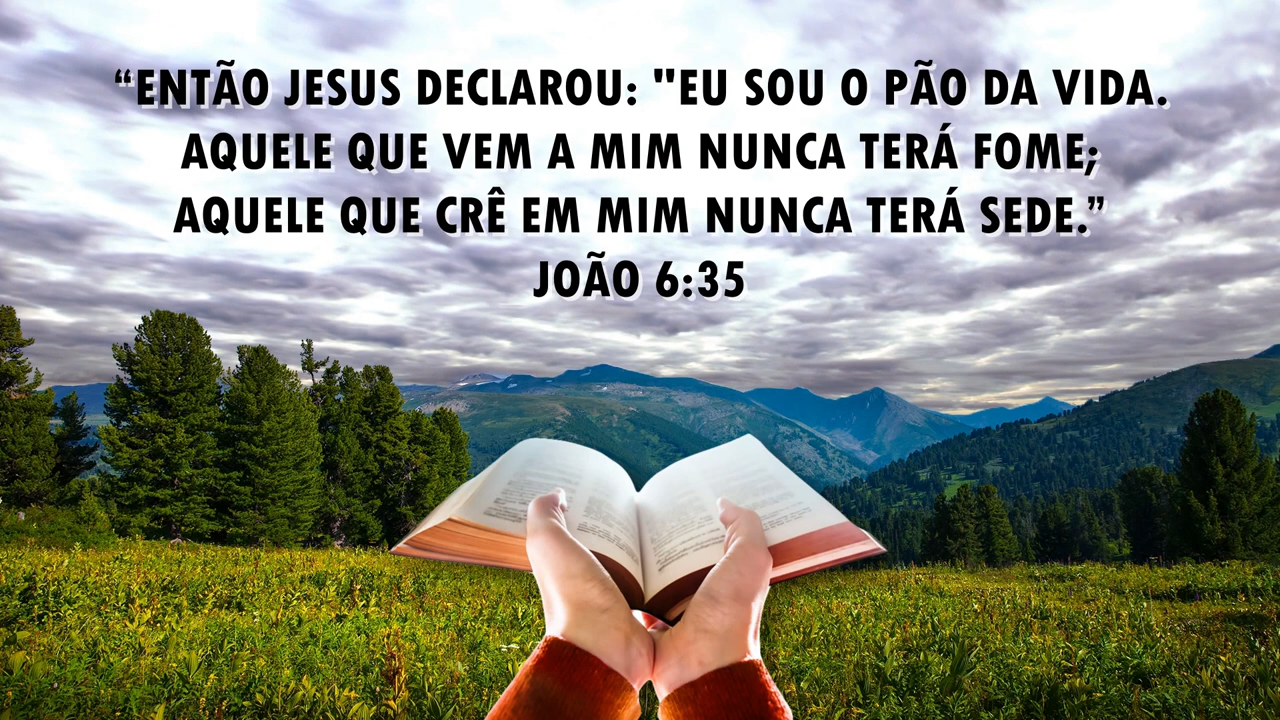 “ENTÃO JESUS DECLAROU: "EU SOU O PÃO DA VIDA.
AQUELE QUE VEM A MIM NUNCA TERÁ FOME;
AQUELE QUE CRÊ EM MIM NUNCA TERÁ SEDE.”
JOÃO 6:35